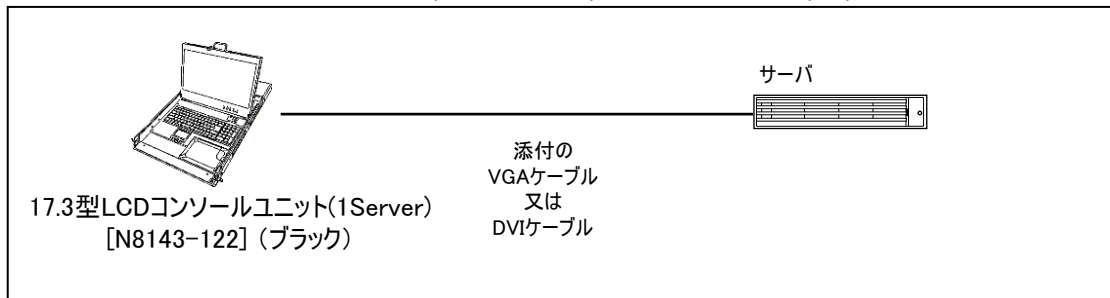 サーバ
添付の
VGAケーブル
又は
DVIケーブル
17.3型LCDコンソールユニット(1Server)
[N8143-122] (ブラック)